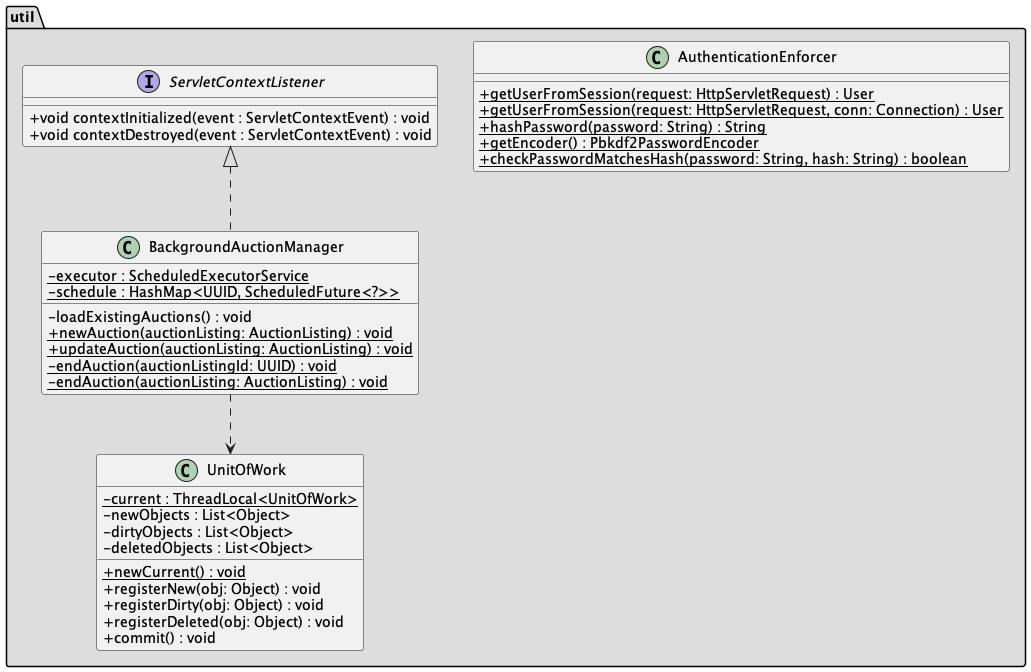 util
I ServletContextListener
+void contextInitialized(event : ServletContextEvent) : void
+void contextDestroyed(event : ServletContextEvent) : void
C AuthenticationEnforcer
+getUserFromSession(request: HttpServletRequest) : User
+getUserFromSession(request: HttpServletRequest, conn: Connection) : User
+hashPassword(password: String) : String
+getEncoder() : Pbkdf2PasswordEncoder
+checkPasswordMatchesHash(password: String, hash: String) : boolean
C BackgroundAuctionManager
-executor : ScheduledExecutorService
-schedule : HashMap<UUID, ScheduledFuture<?>>
-loadExistingAuctions() : void
+newAuction(auctionListing: AuctionListing) : void
+updateAuction(auctionListing: AuctionListing) : void
-endAuction(auctionListingId: UUID) : void
-endAuction(auctionListing: AuctionListing) : void
C UnitOfWork
-current : ThreadLocal<UnitOfWork>
-newObjects : List<Object>
-dirtyObjects : List<Object>
-deletedObjects : List<Object>
+newCurrent() : void
+registerNew(obj: Object) : void
+registerDirty(obj: Object) : void
+registerDeleted(obj: Object) : void
+commit() : void